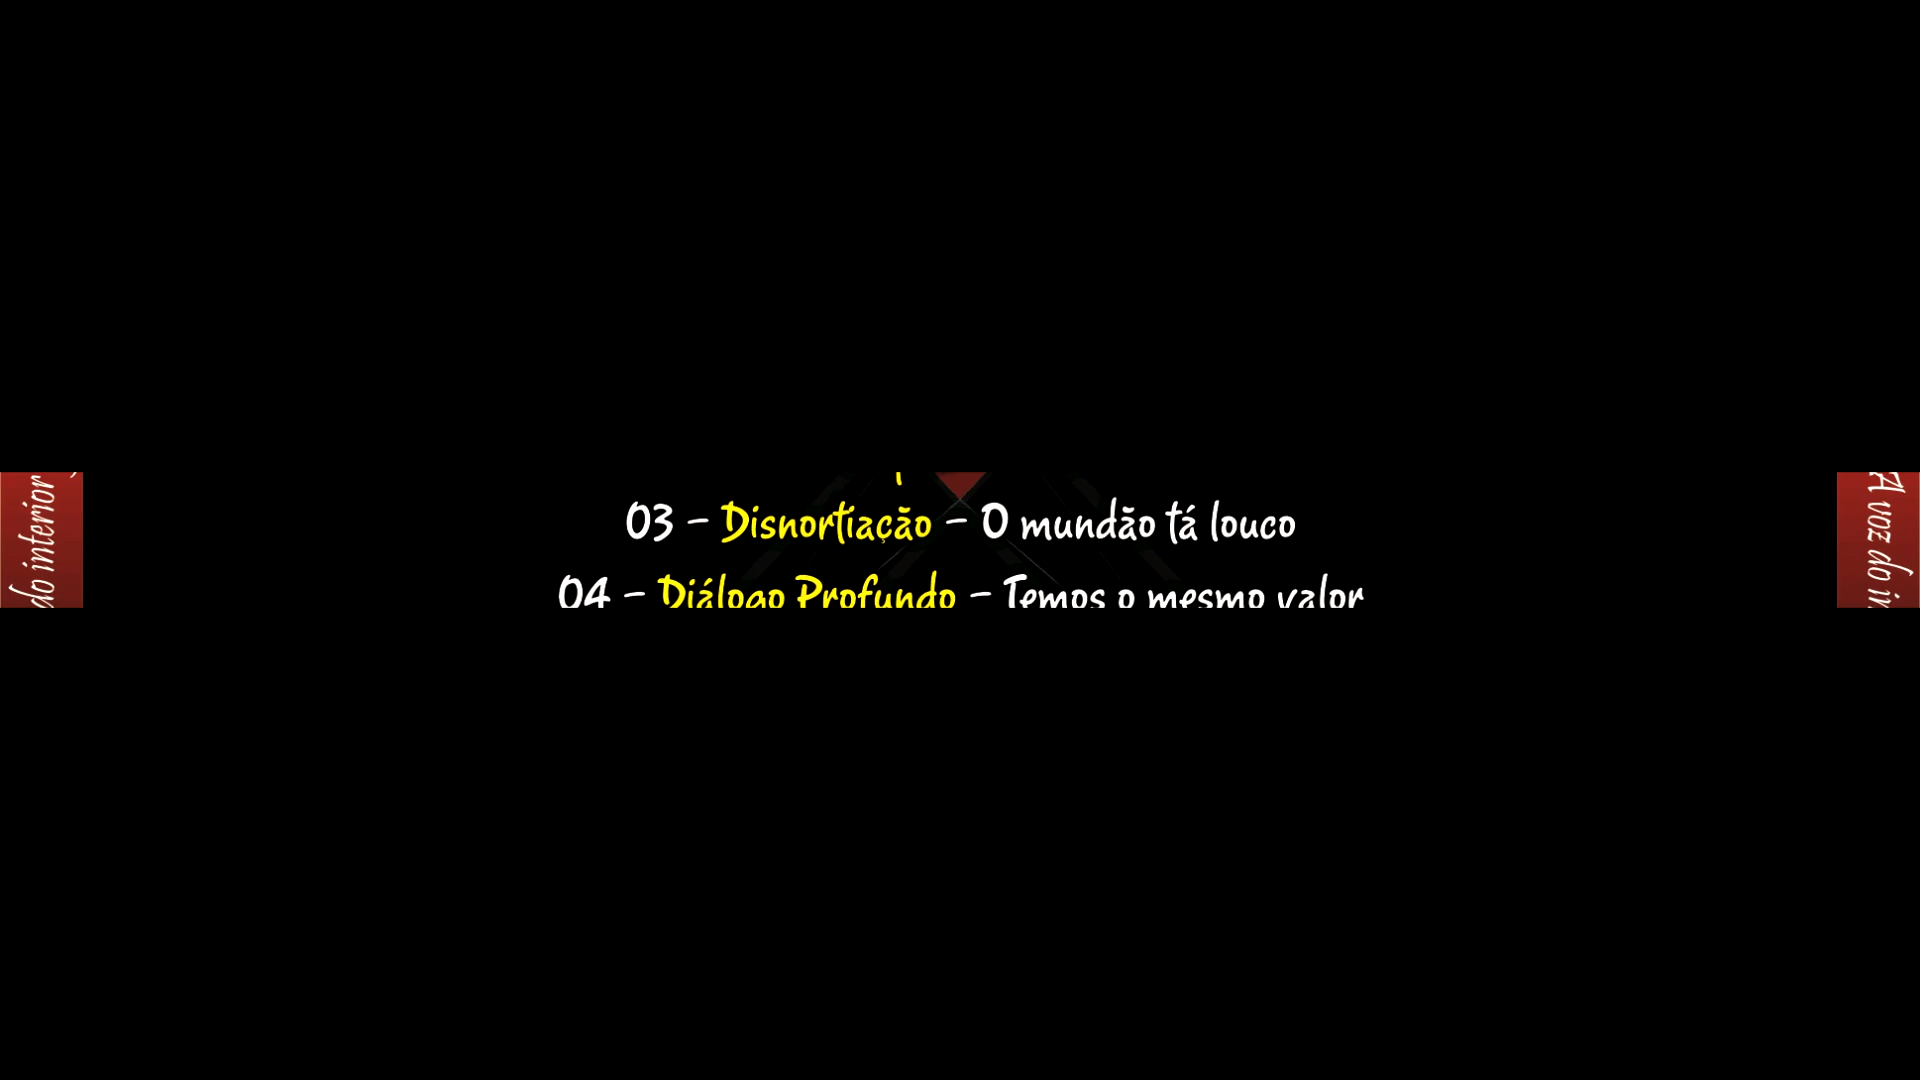 do interior
03 – Disnortiação – O mundão tá louco
04 – Diálogo Profundo – Temos o mesmo valor
A voz do